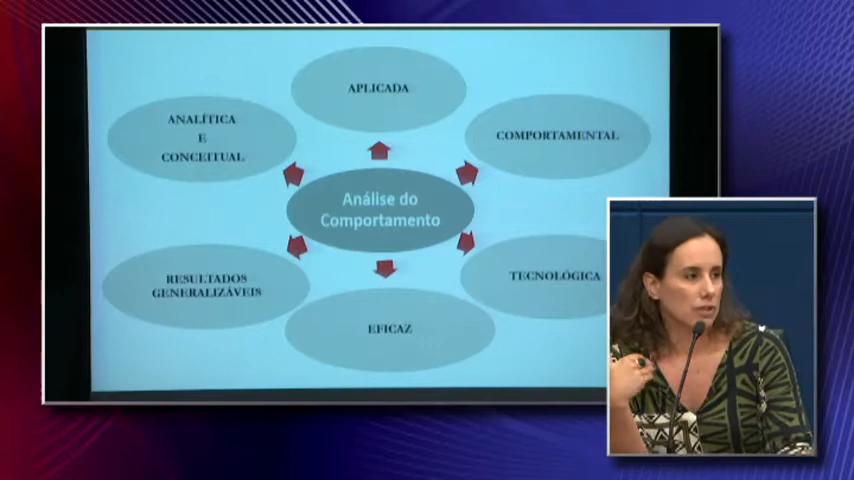 APLICADA
ANALÍTICA
E
CONCEITUAL
COMPORTAMENTAL
Análise do
Comportamento
RESULTADOS
GENERALIZÁVEIS
TECNOLÓGICA
EFICAZ